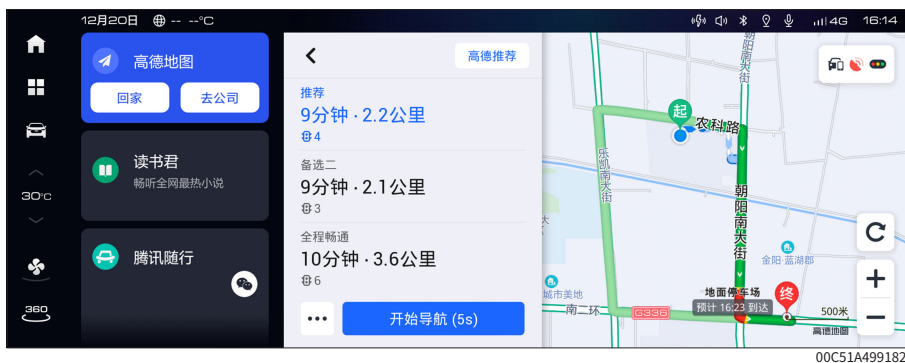 12月20日 -- --°C
4G 16:14
高德地图
回家 去公司
读书君
畅听全网最热小说
腾讯随行
30°C
360
高德推荐
推荐
9分钟·2.2公里
4
备选二
9分钟·2.1公里
3
全程畅通
10分钟·3.6公里
6
开始导航 (5s)
朝阳南大街
起
农科路
乐凯南大街
朝阳南大街
金阳·蓝湖郡
城市美地
地面停车场
终
预计 16:23 到达
南二环
G336
500米
高德地图
00C51A499182